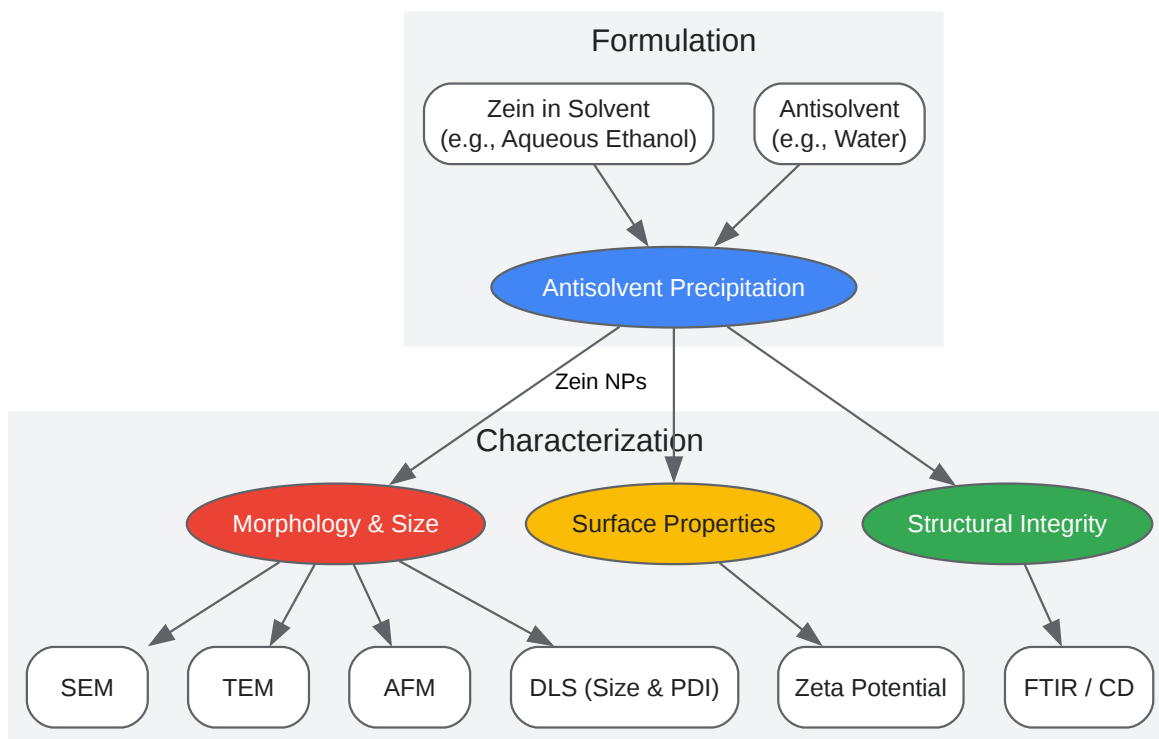 Formulation
Zein in Solvent
(e.g., Aqueous Ethanol)
Antisolvent
(e.g., Water)
Antisolvent Precipitation
Zein NPs
Characterization
Morphology & Size
Surface Properties
Structural Integrity
SEM
TEM
AFM
DLS (Size & PDI)
Zeta Potential
FTIR / CD